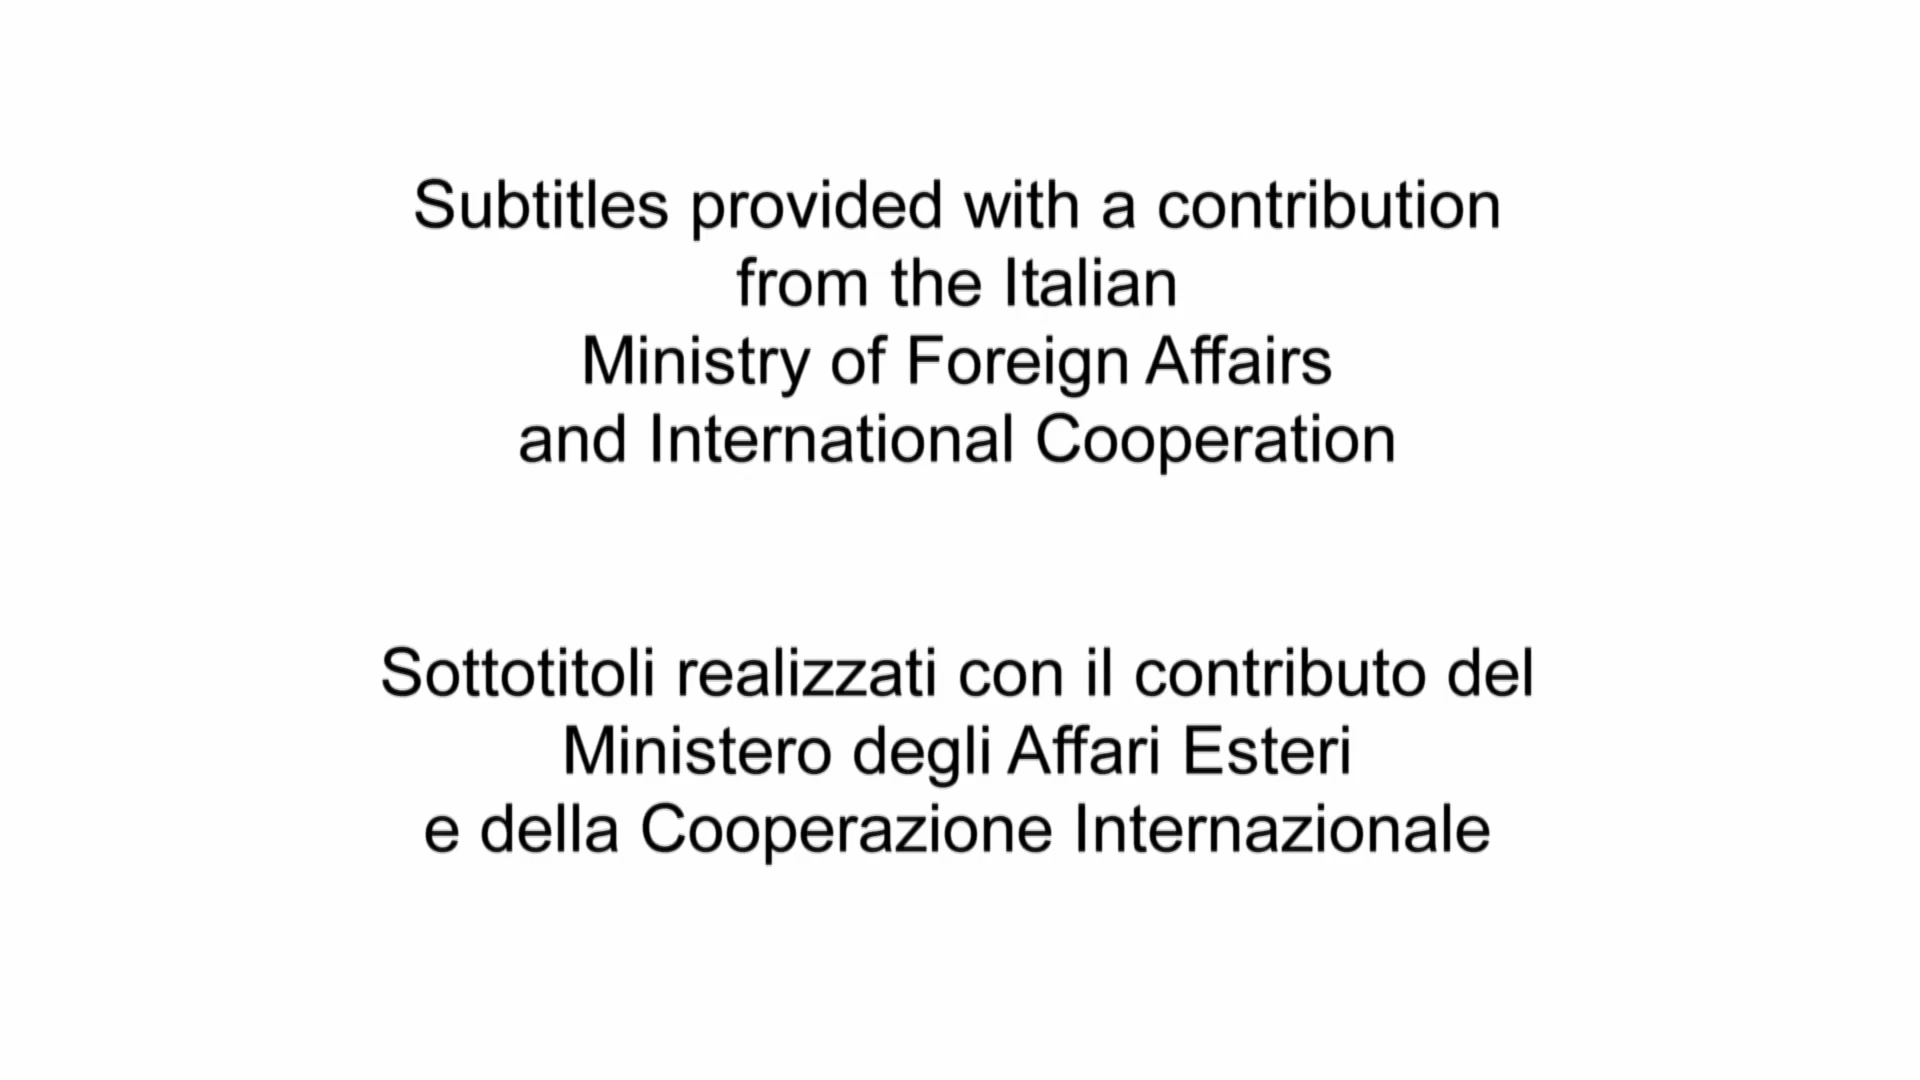 Subtitles provided with a contribution
from the Italian
Ministry of Foreign Affairs
and International Cooperation
Sottotitoli realizzati con il contributo del
Ministero degli Affari Esteri
e della Cooperazione Internazionale